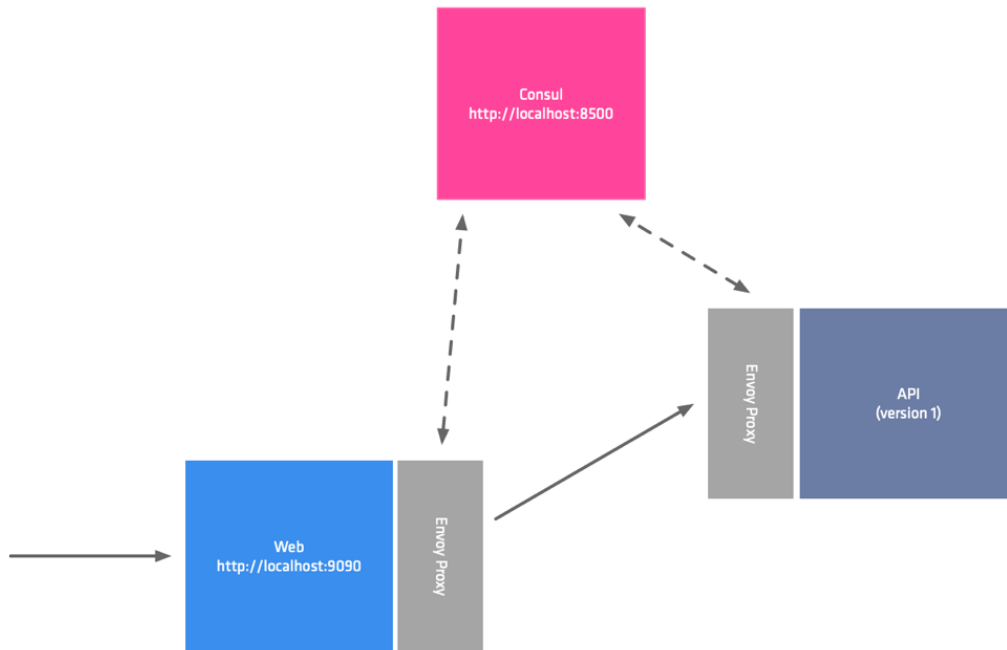 Consul
http://localhost:8500
Envoy Proxy
API
(version 1)
Web
http://localhost:9090
Envoy Proxy